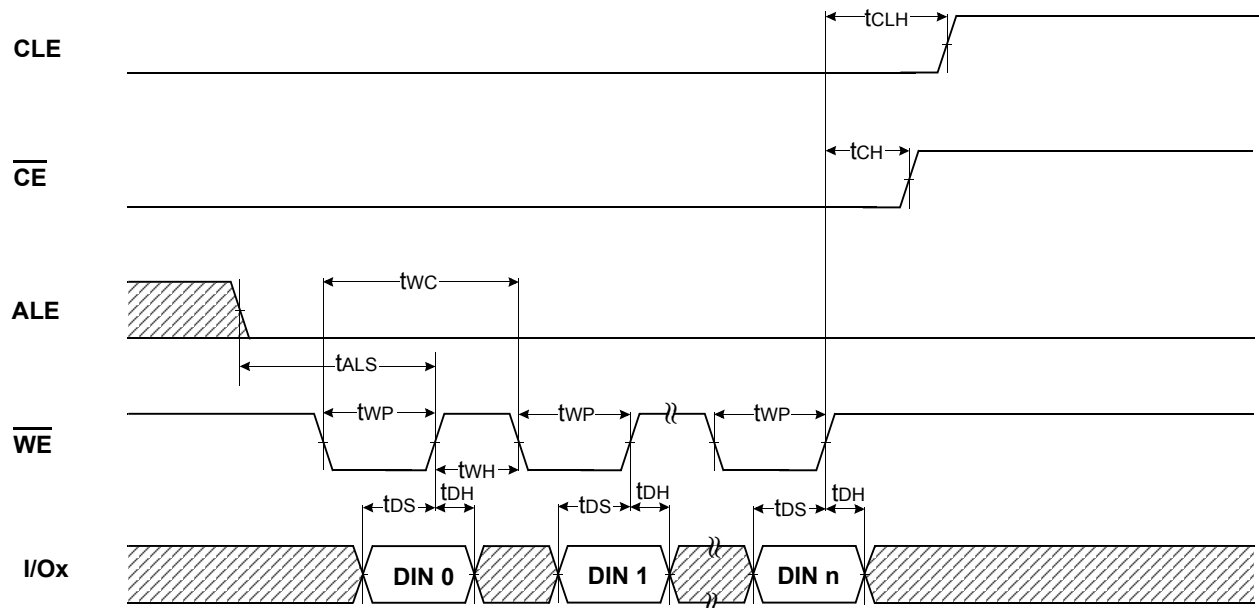 CLE
tCLH
CE
tCH
ALE
tWC
tALS
WE
tWP
tWP
tWP
tWH
tDH
tDH
tDH
tDS
tDS
tDS
I/Ox
DIN 0
DIN 1
DIN n